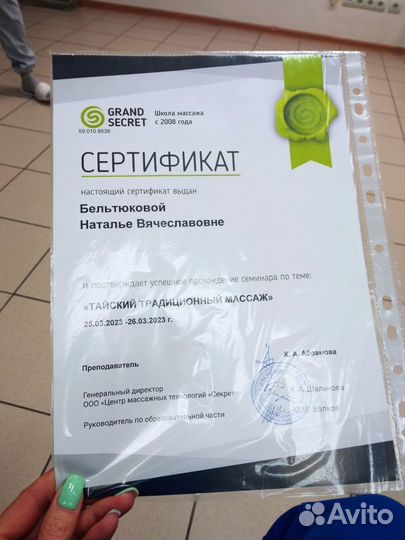 GRAND
SECRET
Школа массажа
с 2008 года
59.010.8538
СЕРТИФИКАТ
настоящий сертификат выдан
Бельтюковой
Наталье Вячеславовне
и подтверждает успешное прохождение семинара по теме:
«ТАЙСКИЙ ТРАДИЦИОННЫЙ МАССАЖ»
25.03.2023 -26.03.2023 г.
Преподаватель
К. А. Абрамова
Генеральный директор
ООО «Центр массажных технологий «Секрет»
К.А. Шалынова
Руководитель по образовательной части
М.М. Волков
Avito